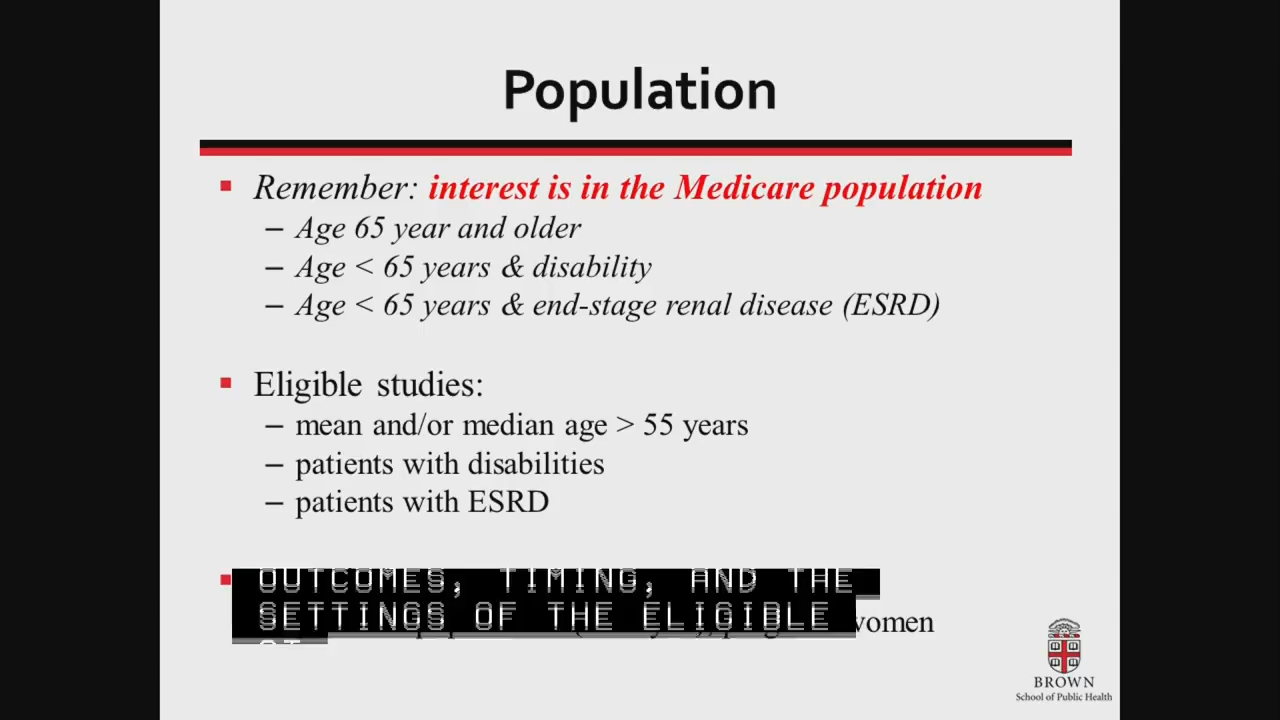 Population
Remember: interest is in the Medicare population
– Age 65 year and older
– Age < 65 years & disability
– Age < 65 years & end-stage renal disease (ESRD)
Eligible studies:
– mean and/or median age > 55 years
– patients with disabilities
– patients with ESRD
OUTCOMES, TIMING, AND THE
SETTINGS OF THE ELIGIBLE
women
BROWN
School of Public Health